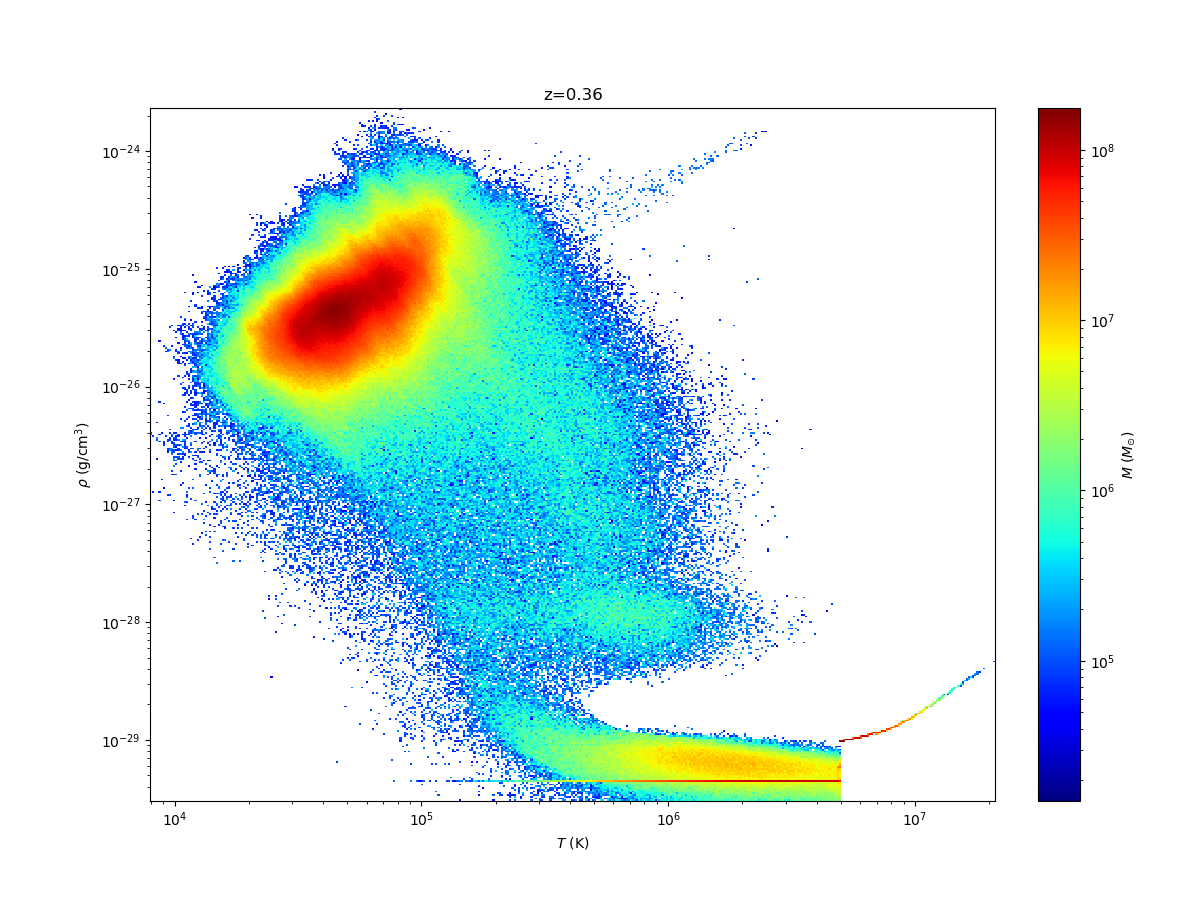 z=0.36
10⁻²⁴
10⁻²⁵
10⁻²⁶
10⁻²⁷
10⁻²⁸
10⁻²⁹
ρ (g/cm³)
10⁴ 10⁵ 10⁶ 10⁷
T (K)
10⁸
10⁷
10⁶
10⁵
M (M⊙)